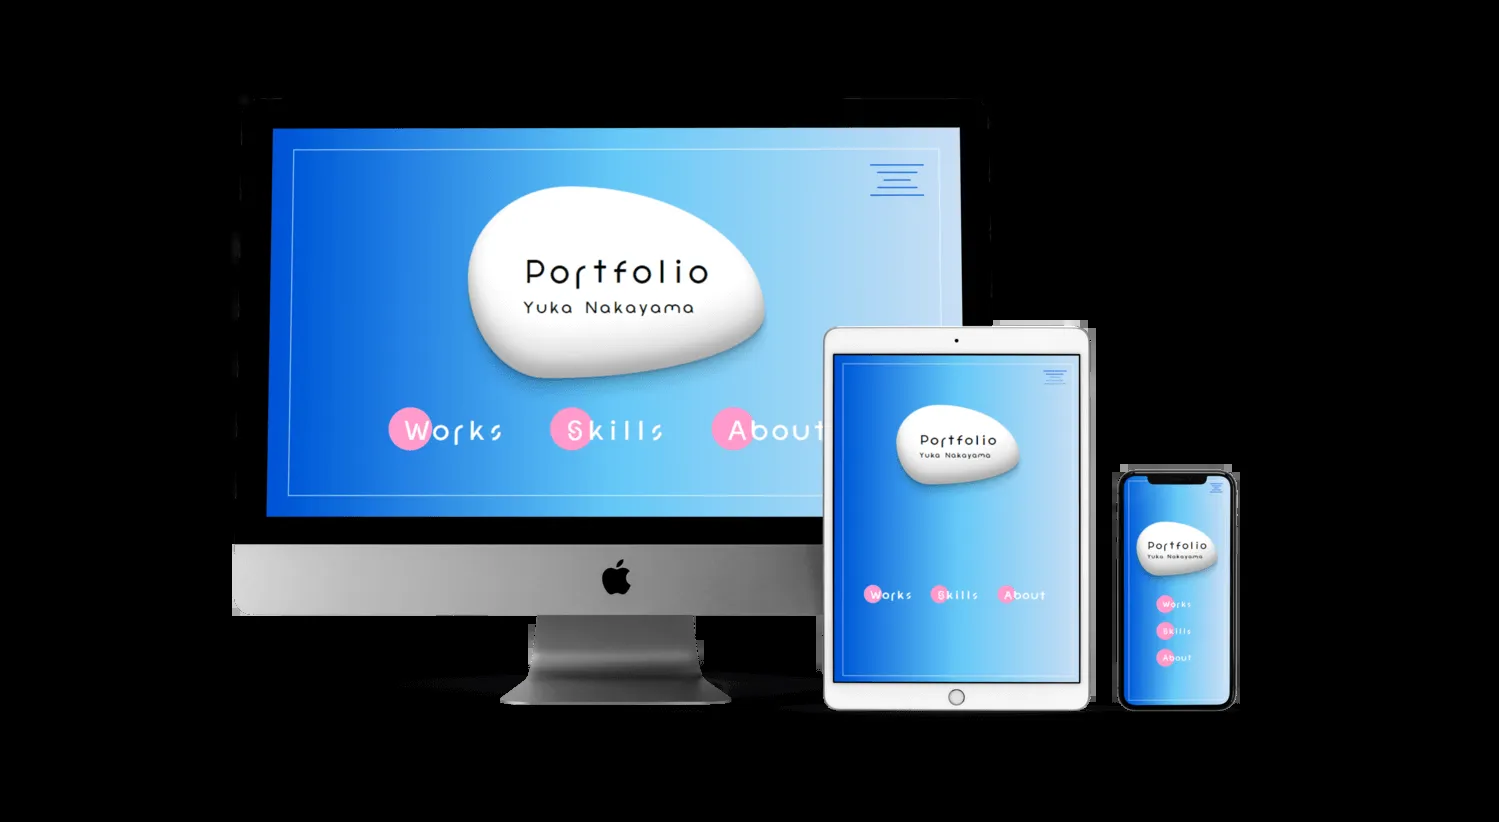 Portfolio
Yuka Nakayama
Works Skills About
Portfolio
Yuka Nakayama
Works Skills About
Portfolio
Yuka Nakayama
Works
Skills
About